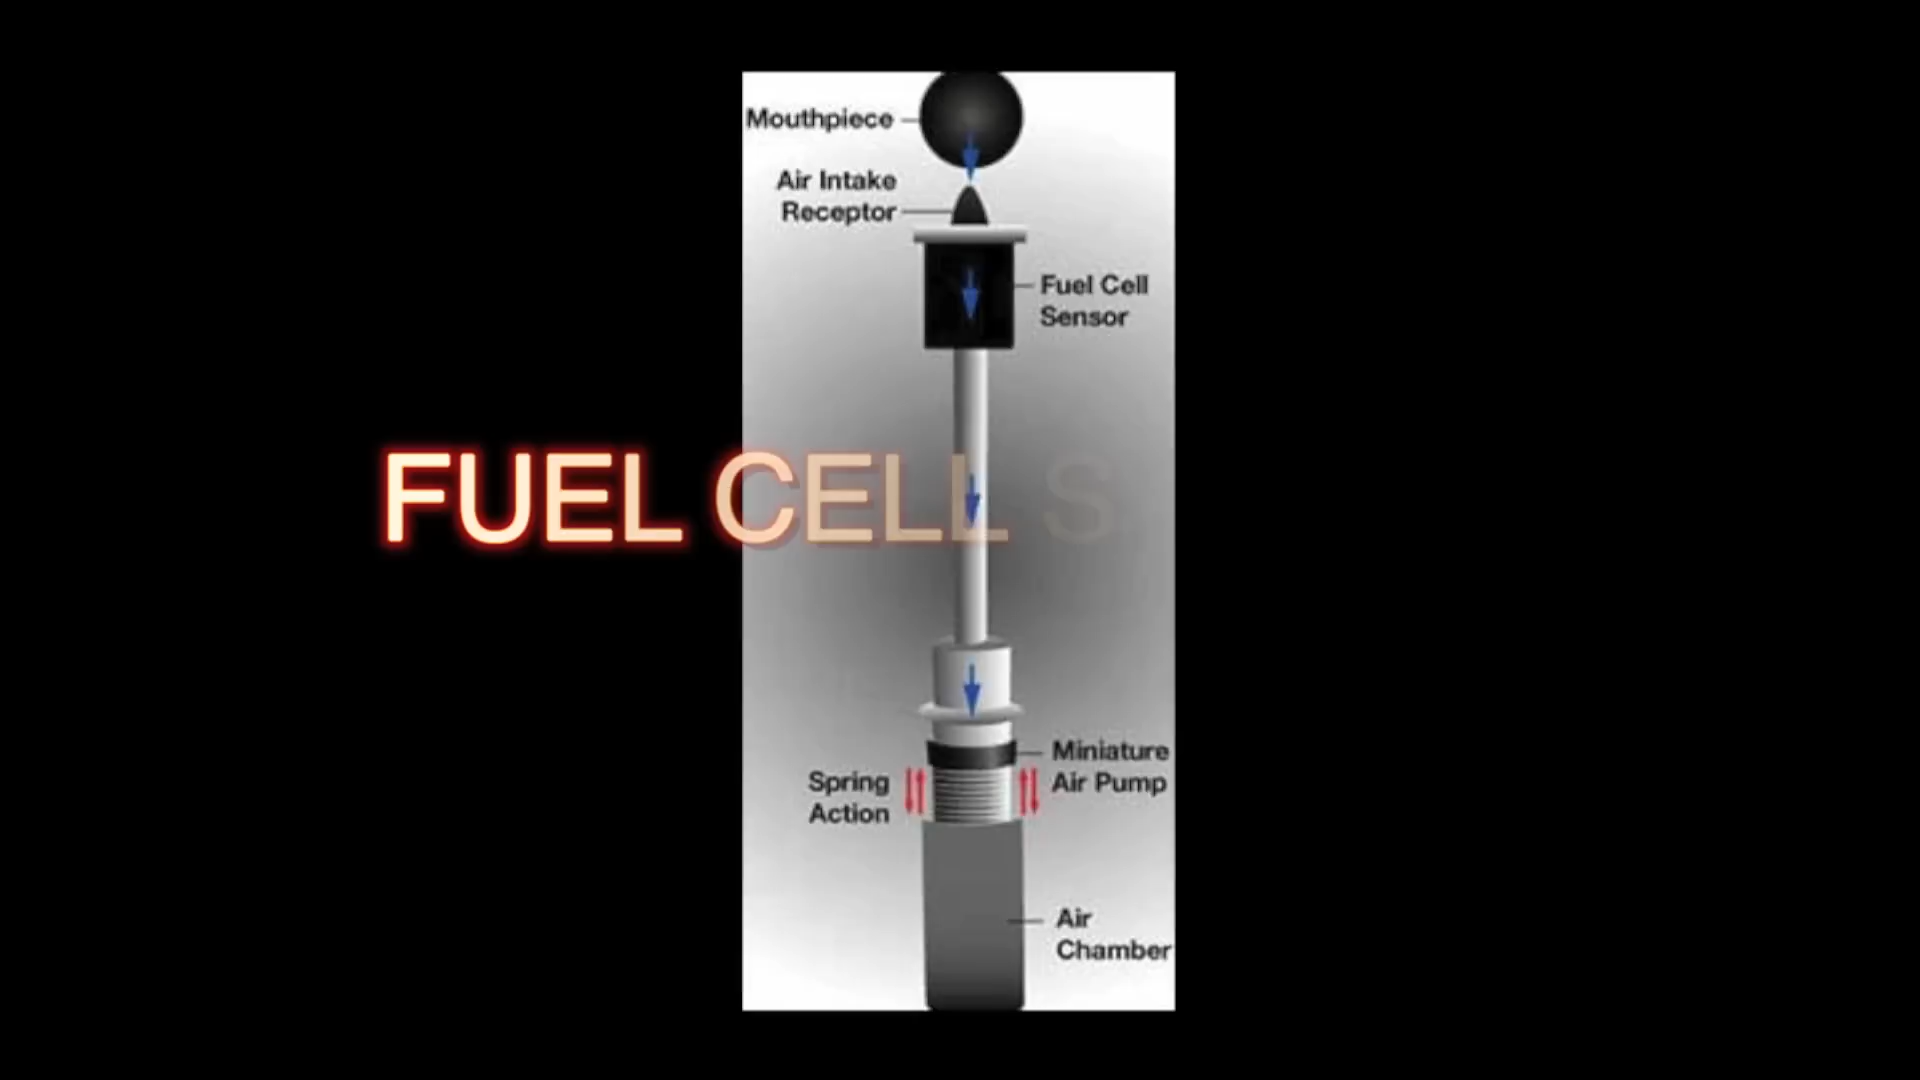 Mouthpiece
Air Intake
Receptor
Fuel Cell
Sensor
FUEL CELL S
Miniature
Air Pump
Spring
Action
Air
Chamber